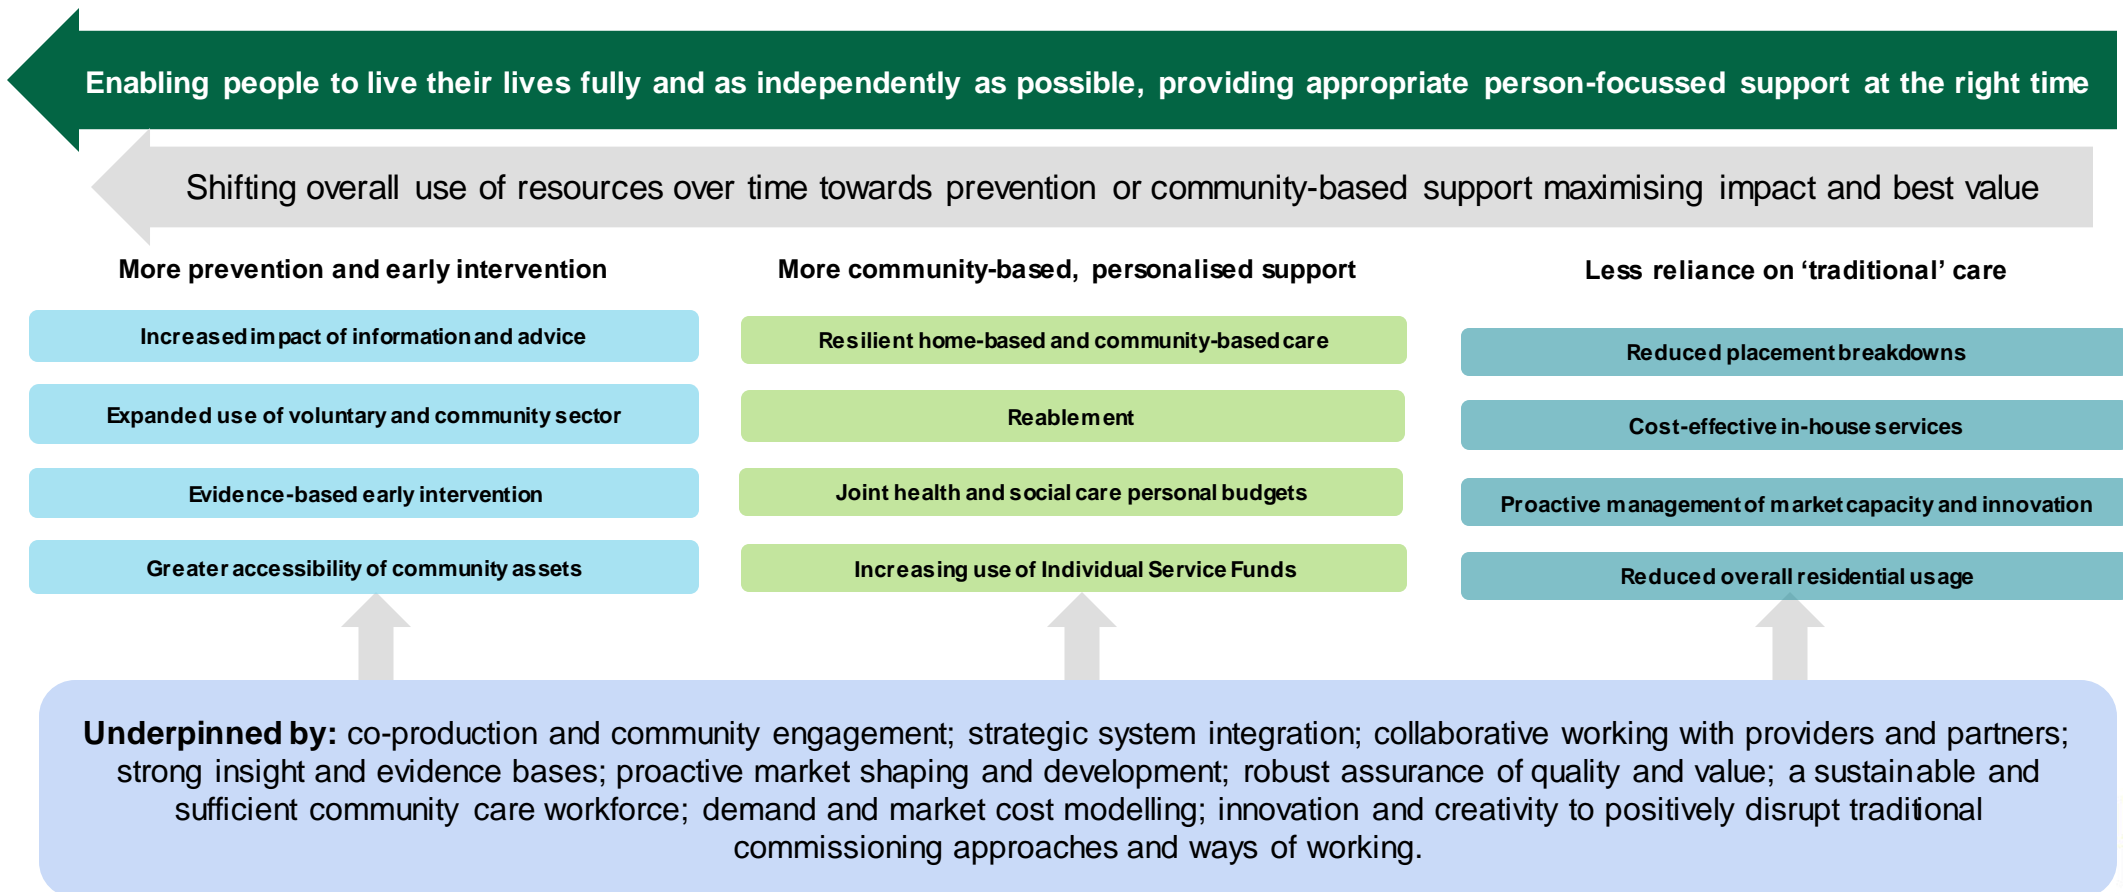 Enabling people to live their lives fully and as independently as possible, providing appropriate person-focussed support at the right time
Shifting overall use of resources over time towards prevention or community-based support maximising impact and best value
More prevention and early intervention
Increased impact of information and advice
Expanded use of voluntary and community sector
Evidence-based early intervention
Greater accessibility of community assets
More community-based, personalised support
Resilient home-based and community-based care
Reablement
Joint health and social care personal budgets
Increasing use of Individual Service Funds
Less reliance on ‘traditional’ care
Reduced placement breakdowns
Cost-effective in-house services
Proactive management of market capacity and innovation
Reduced overall residential usage
Underpinned by: co-production and community engagement; strategic system integration; collaborative working with providers and partners;
strong insight and evidence bases; proactive market shaping and development; robust assurance of quality and value; a sustainable and
sufficient community care workforce; demand and market cost modelling; innovation and creativity to positively disrupt traditional
commissioning approaches and ways of working.